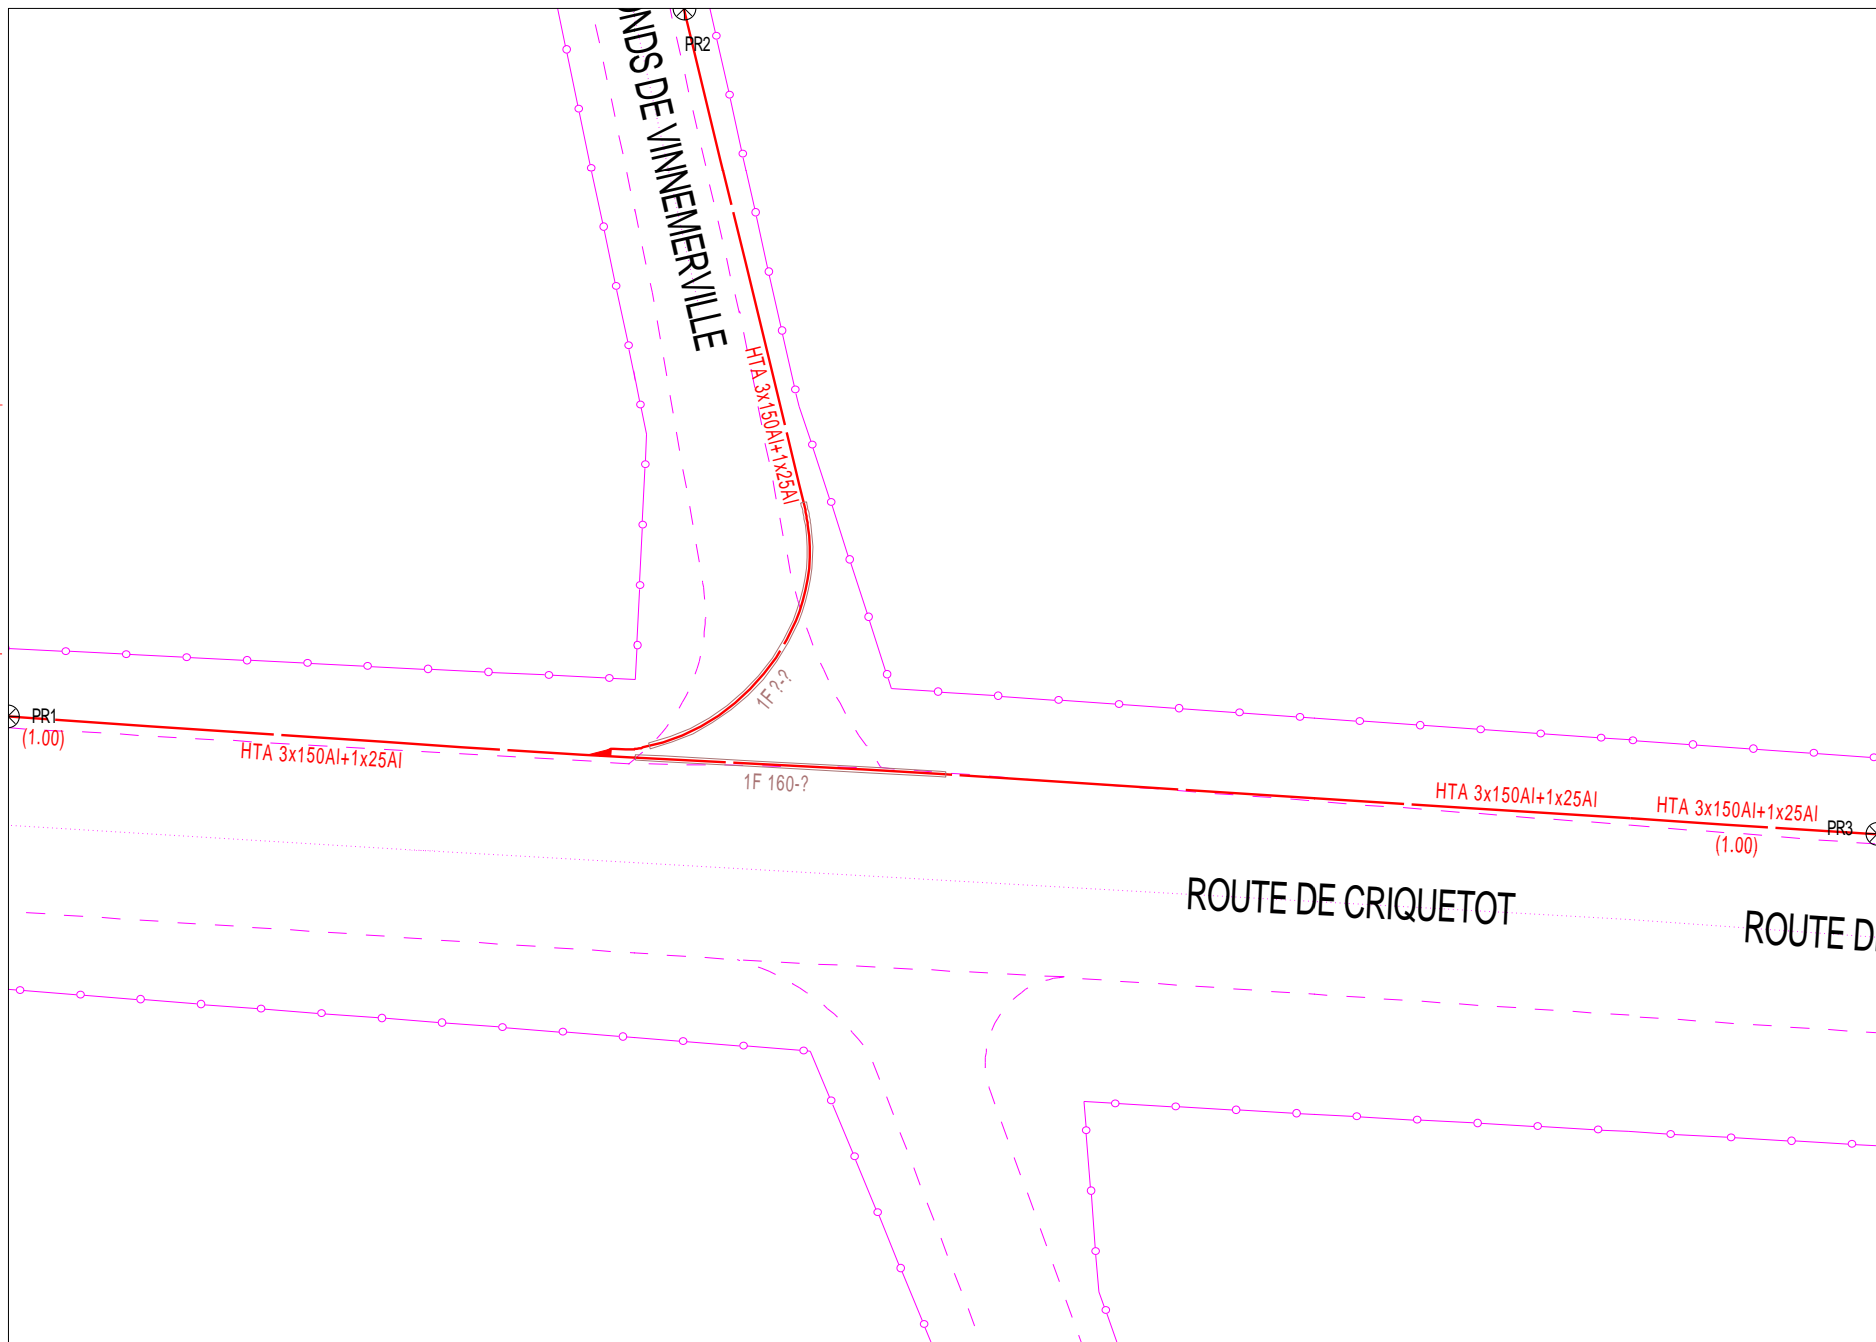 PR2
ONDS DE VINNEMERVILLE
HTA 3x150Al+1x25Al
1F ?-?
PR1
(1.00)
HTA 3x150Al+1x25Al
1F 160-?
HTA 3x150Al+1x25Al
HTA 3x150Al+1x25Al
PR3
(1.00)
ROUTE DE CRIQUETOT
ROUTE D